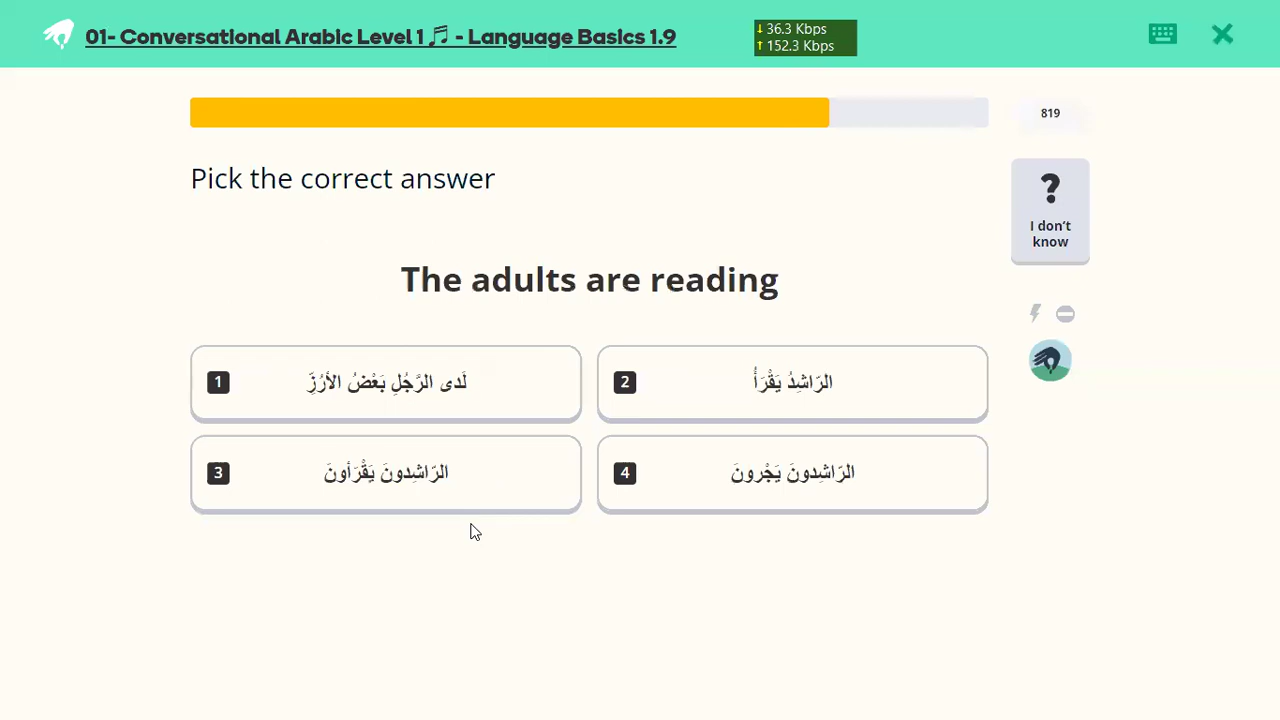 01- Conversational Arabic Level 1 🎵 - Language Basics 1.9
↓ 36.3 Kbps
↑ 152.3 Kbps
819
Pick the correct answer
?
I don't
know
The adults are reading
1 لَدى الرَّجُلِ بَعْضُ الأرُزِّ
2 الرّاشِدُ يَقْرَأُ
3 الرّاشِدونَ يَقْرَأونَ
4 الرّاشِدونَ يَجْرونَ